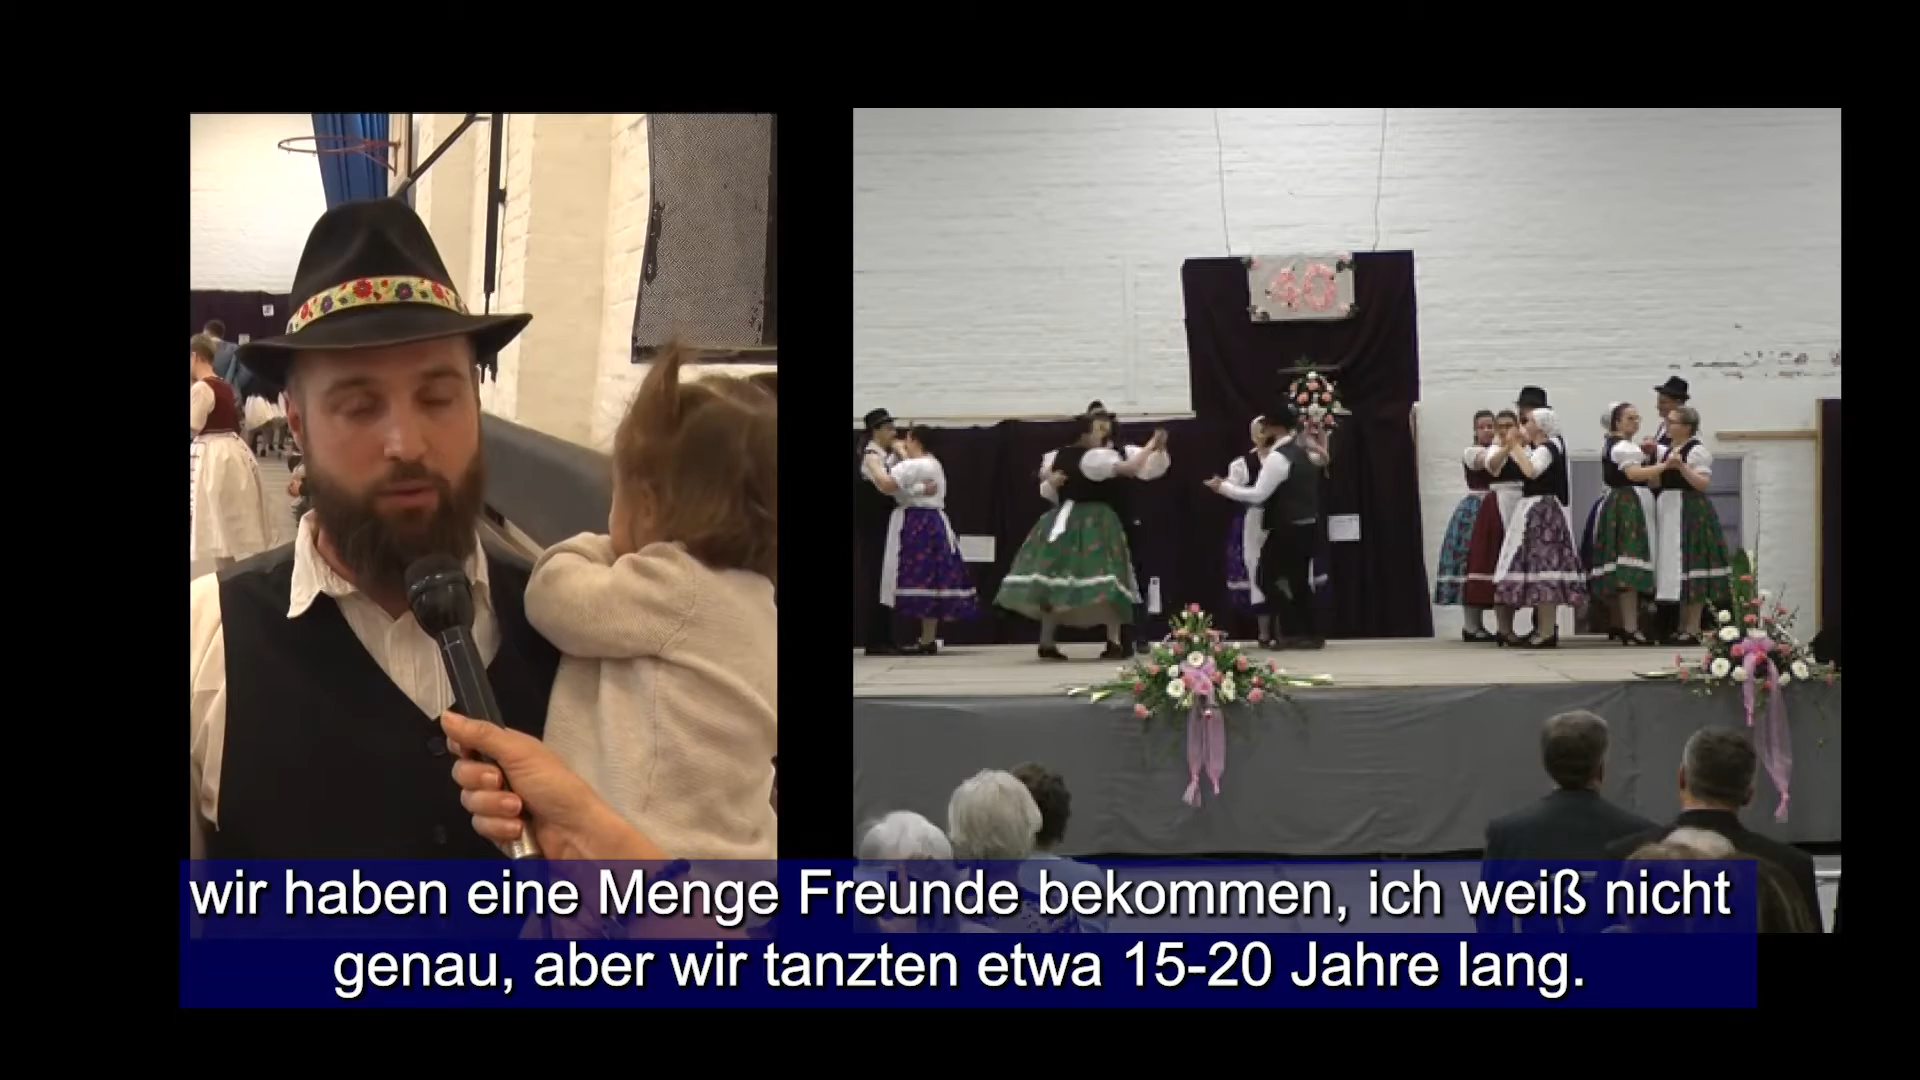 40
wir haben eine Menge Freunde bekommen, ich weiß nicht
genau, aber wir tanzten etwa 15-20 Jahre lang.